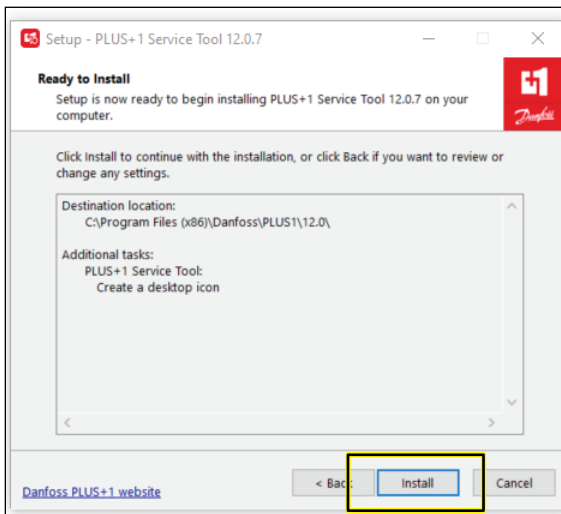 Setup - PLUS+1 Service Tool 12.0.7
Ready to Install
Setup is now ready to begin installing PLUS+1 Service Tool 12.0.7 on your
computer.
Danfoss
Click Install to continue with the installation, or click Back if you want to review or
change any settings.
Destination location:
C:\Program Files (x86)\Danfoss\PLUS1\12.0\
Additional tasks:
PLUS+1 Service Tool:
Create a desktop icon
Danfoss PLUS+1 website
< Back
Install
Cancel